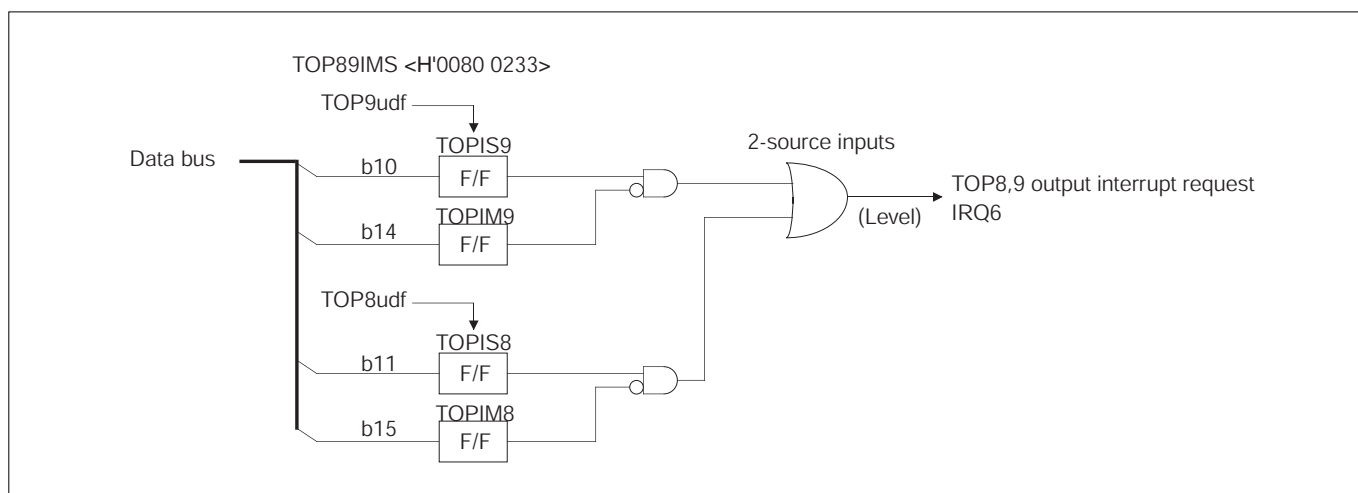 TOP89IMS <H'0080 0233>
TOP9udf
TOPIS9
Data bus
b10
F/F
2-source inputs
TOPIM9
b14
F/F
TOP8,9 output interrupt request
(Level)
IRQ6
TOP8udf
TOPIS8
b11
F/F
TOPIM8
b15
F/F